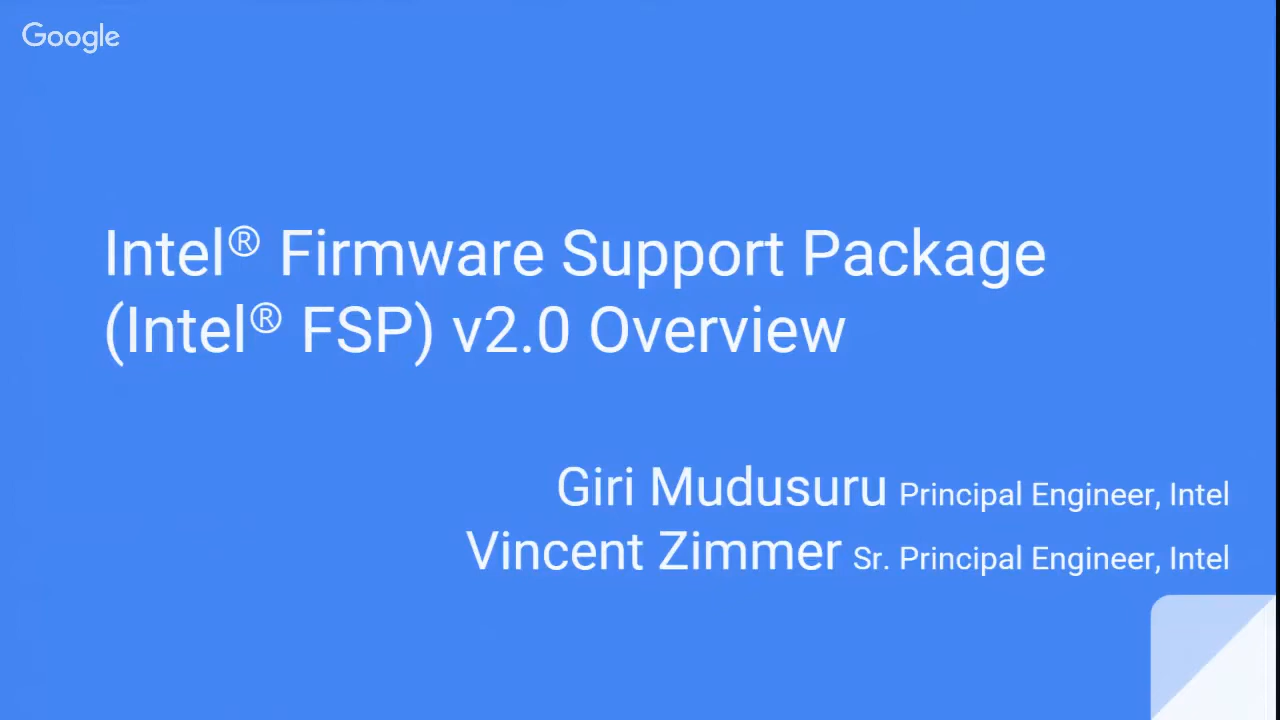 Google
Intel® Firmware Support Package
(Intel® FSP) v2.0 Overview
Giri Mudusuru Principal Engineer, Intel
Vincent Zimmer Sr. Principal Engineer, Intel